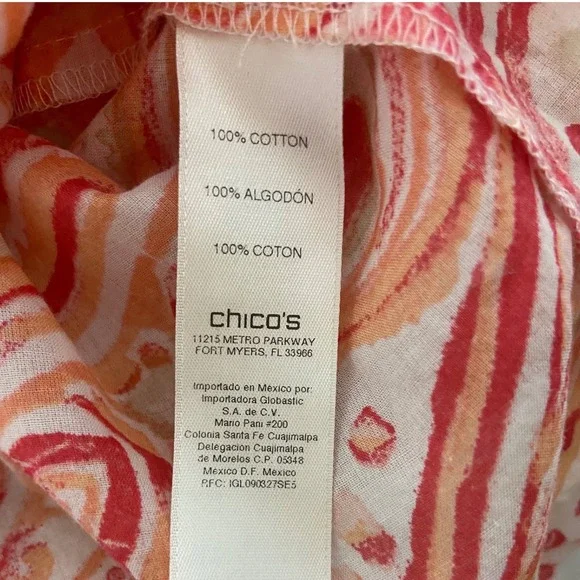 100% COTTON
100% ALGODÓN
100% COTON
chico's
11215 METRO PARKWAY
FORT MYERS, FL 33966
Importado en México por:
Importadora Globastic
S.A. de C.V.
Mario Pani #200
Colonia Santa Fe Cuajimalpa
Delegacion Cuajimalpa
de Morelos C.P. 05348
México D.F. México
RFC: IGL090327SE5